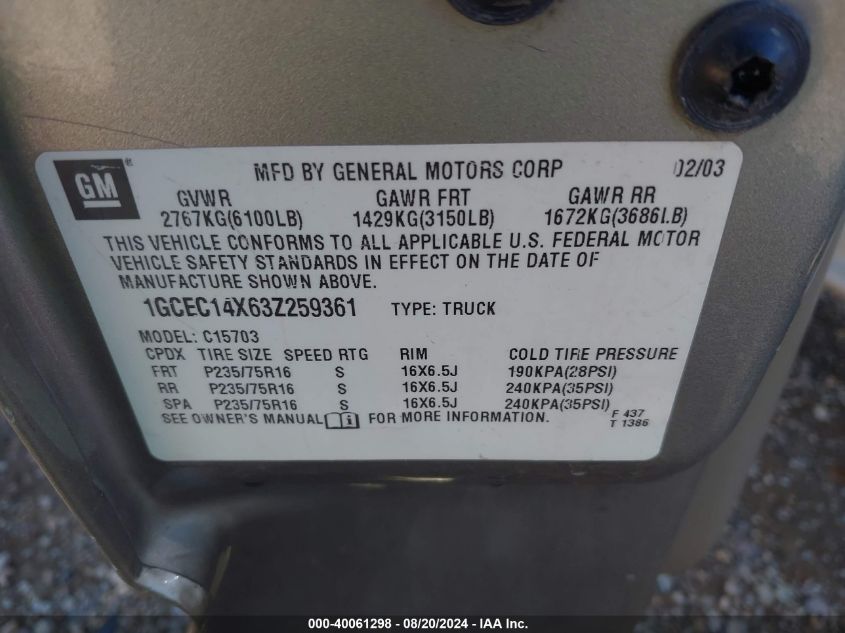 GM ® MFD BY GENERAL MOTORS CORP 02/03
GVWR GAWR FRT GAWR RR
2767KG(6100LB) 1429KG(3150LB) 1672KG(3686LB)
THIS VEHICLE CONFORMS TO ALL APPLICABLE U.S. FEDERAL MOTOR
VEHICLE SAFETY STANDARDS IN EFFECT ON THE DATE OF
MANUFACTURE SHOWN ABOVE.
1GCEC14X63Z259361 TYPE: TRUCK
MODEL: C15703
CPDX TIRE SIZE SPEED RTG RIM COLD TIRE PRESSURE
FRT P235/75R16 S 16X6.5J 190KPA(28PSI)
RR P235/75R16 S 16X6.5J 240KPA(35PSI)
SPA P235/75R16 S 16X6.5J 240KPA(35PSI)
SEE OWNER'S MANUAL i FOR MORE INFORMATION.
F 437
T 1386
000-40061298 - 08/20/2024 - IAA Inc.